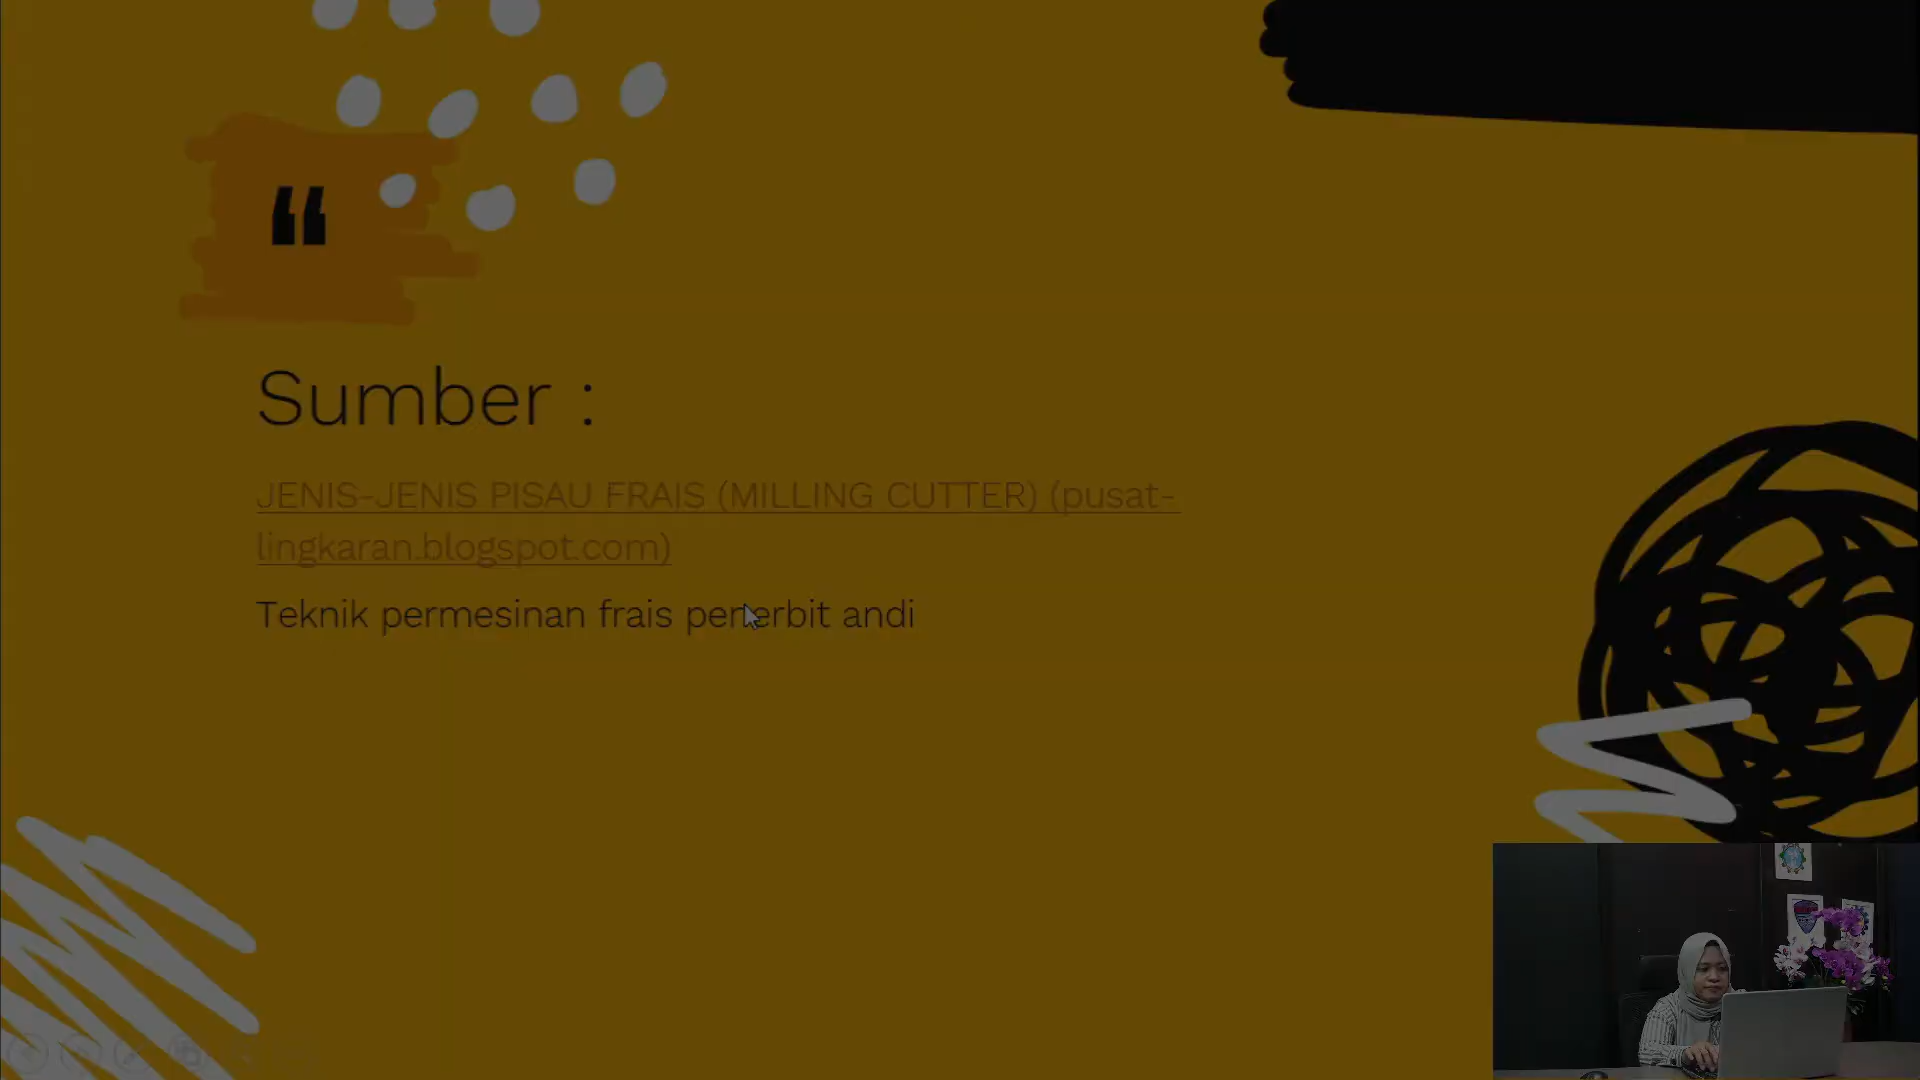 “
Sumber :
JENIS-JENIS PISAU FRAIS (MILLING CUTTER) (pusat-
lingkaran.blogspot.com)
Teknik permesinan frais penerbit andi